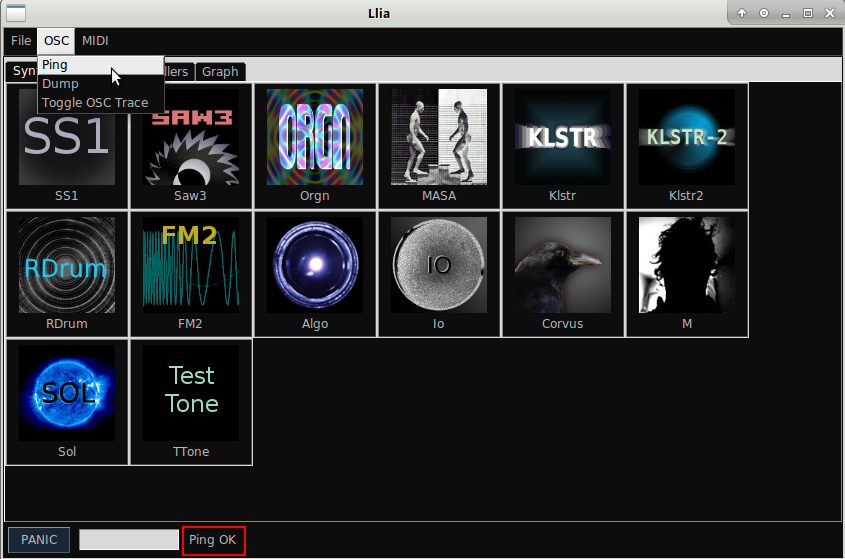 Llia
File OSC MIDI
Ping
Dump
Toggle OSC Trace
Syn llers Graph
SS1 SAW3 ORGN KLSTR KLSTR-2
SS1 Saw3 Orgn MASA Klstr Klstr2
RDrum FM2 IO
RDrum FM2 Algo Io Corvus M
SOL Test
Tone
Sol TTone
PANIC Ping OK